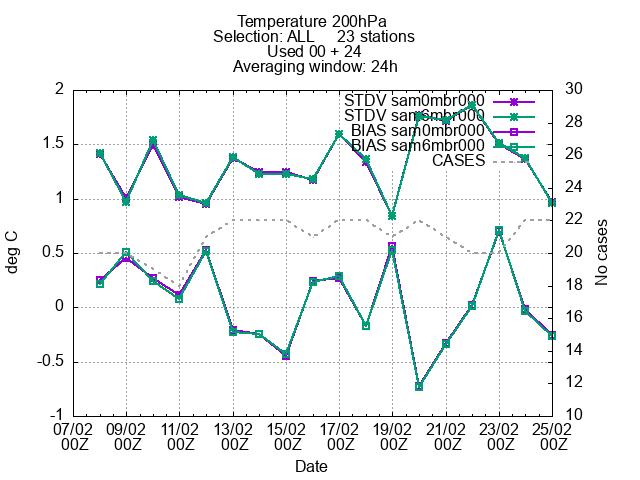 Temperature 200hPa
Selection: ALL 23 stations
Used 00 + 24
Averaging window: 24h
2
1.5
1
0.5
0
-0.5
-1
deg C
30
28
26
24
22
20
18
16
14
12
10
No cases
STDV sam0mbr000
STDV sam6mbr000
BIAS sam0mbr000
BIAS sam6mbr000
CASES
07/02 09/02 11/02 13/02 15/02 17/02 19/02 21/02 23/02 25/02
00Z 00Z 00Z 00Z 00Z 00Z 00Z 00Z 00Z 00Z
Date